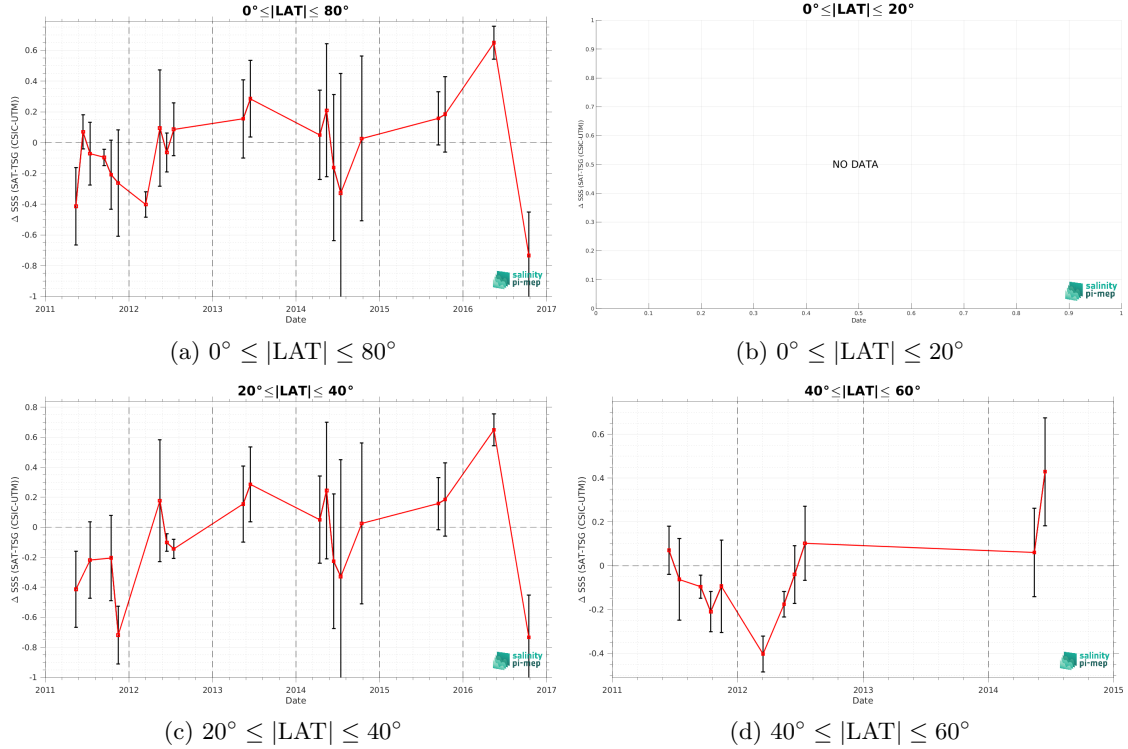 0°≤|LAT|≤ 80°
Δ SSS (SAT-TSG (CSIC-UTM))
0.6
0.4
0.2
0
-0.2
-0.4
-0.6
-0.8
-1
2011 2012 2013 2014 2015 2016 2017
Date
salinity
pi-mep
(a) 0° ≤ |LAT| ≤ 80°
0°≤|LAT|≤ 20°
Δ SSS (SAT-TSG (CSIC-UTM))
1
0.9
0.8
0.7
0.6
0.5
0.4
0.3
0.2
0.1
0
NO DATA
0 0.1 0.2 0.3 0.4 0.5 0.6 0.7 0.8 0.9 1
Date
salinity
pi-mep
(b) 0° ≤ |LAT| ≤ 20°
20°≤|LAT|≤ 40°
Δ SSS (SAT-TSG (CSIC-UTM))
0.8
0.6
0.4
0.2
0
-0.2
-0.4
-0.6
-0.8
-1
2011 2012 2013 2014 2015 2016 2017
Date
salinity
pi-mep
(c) 20° ≤ |LAT| ≤ 40°
40°≤|LAT|≤ 60°
Δ SSS (SAT-TSG (CSIC-UTM))
0.6
0.4
0.2
0
-0.2
-0.4
2011 2012 2013 2014 2015
Date
salinity
pi-mep
(d) 40° ≤ |LAT| ≤ 60°